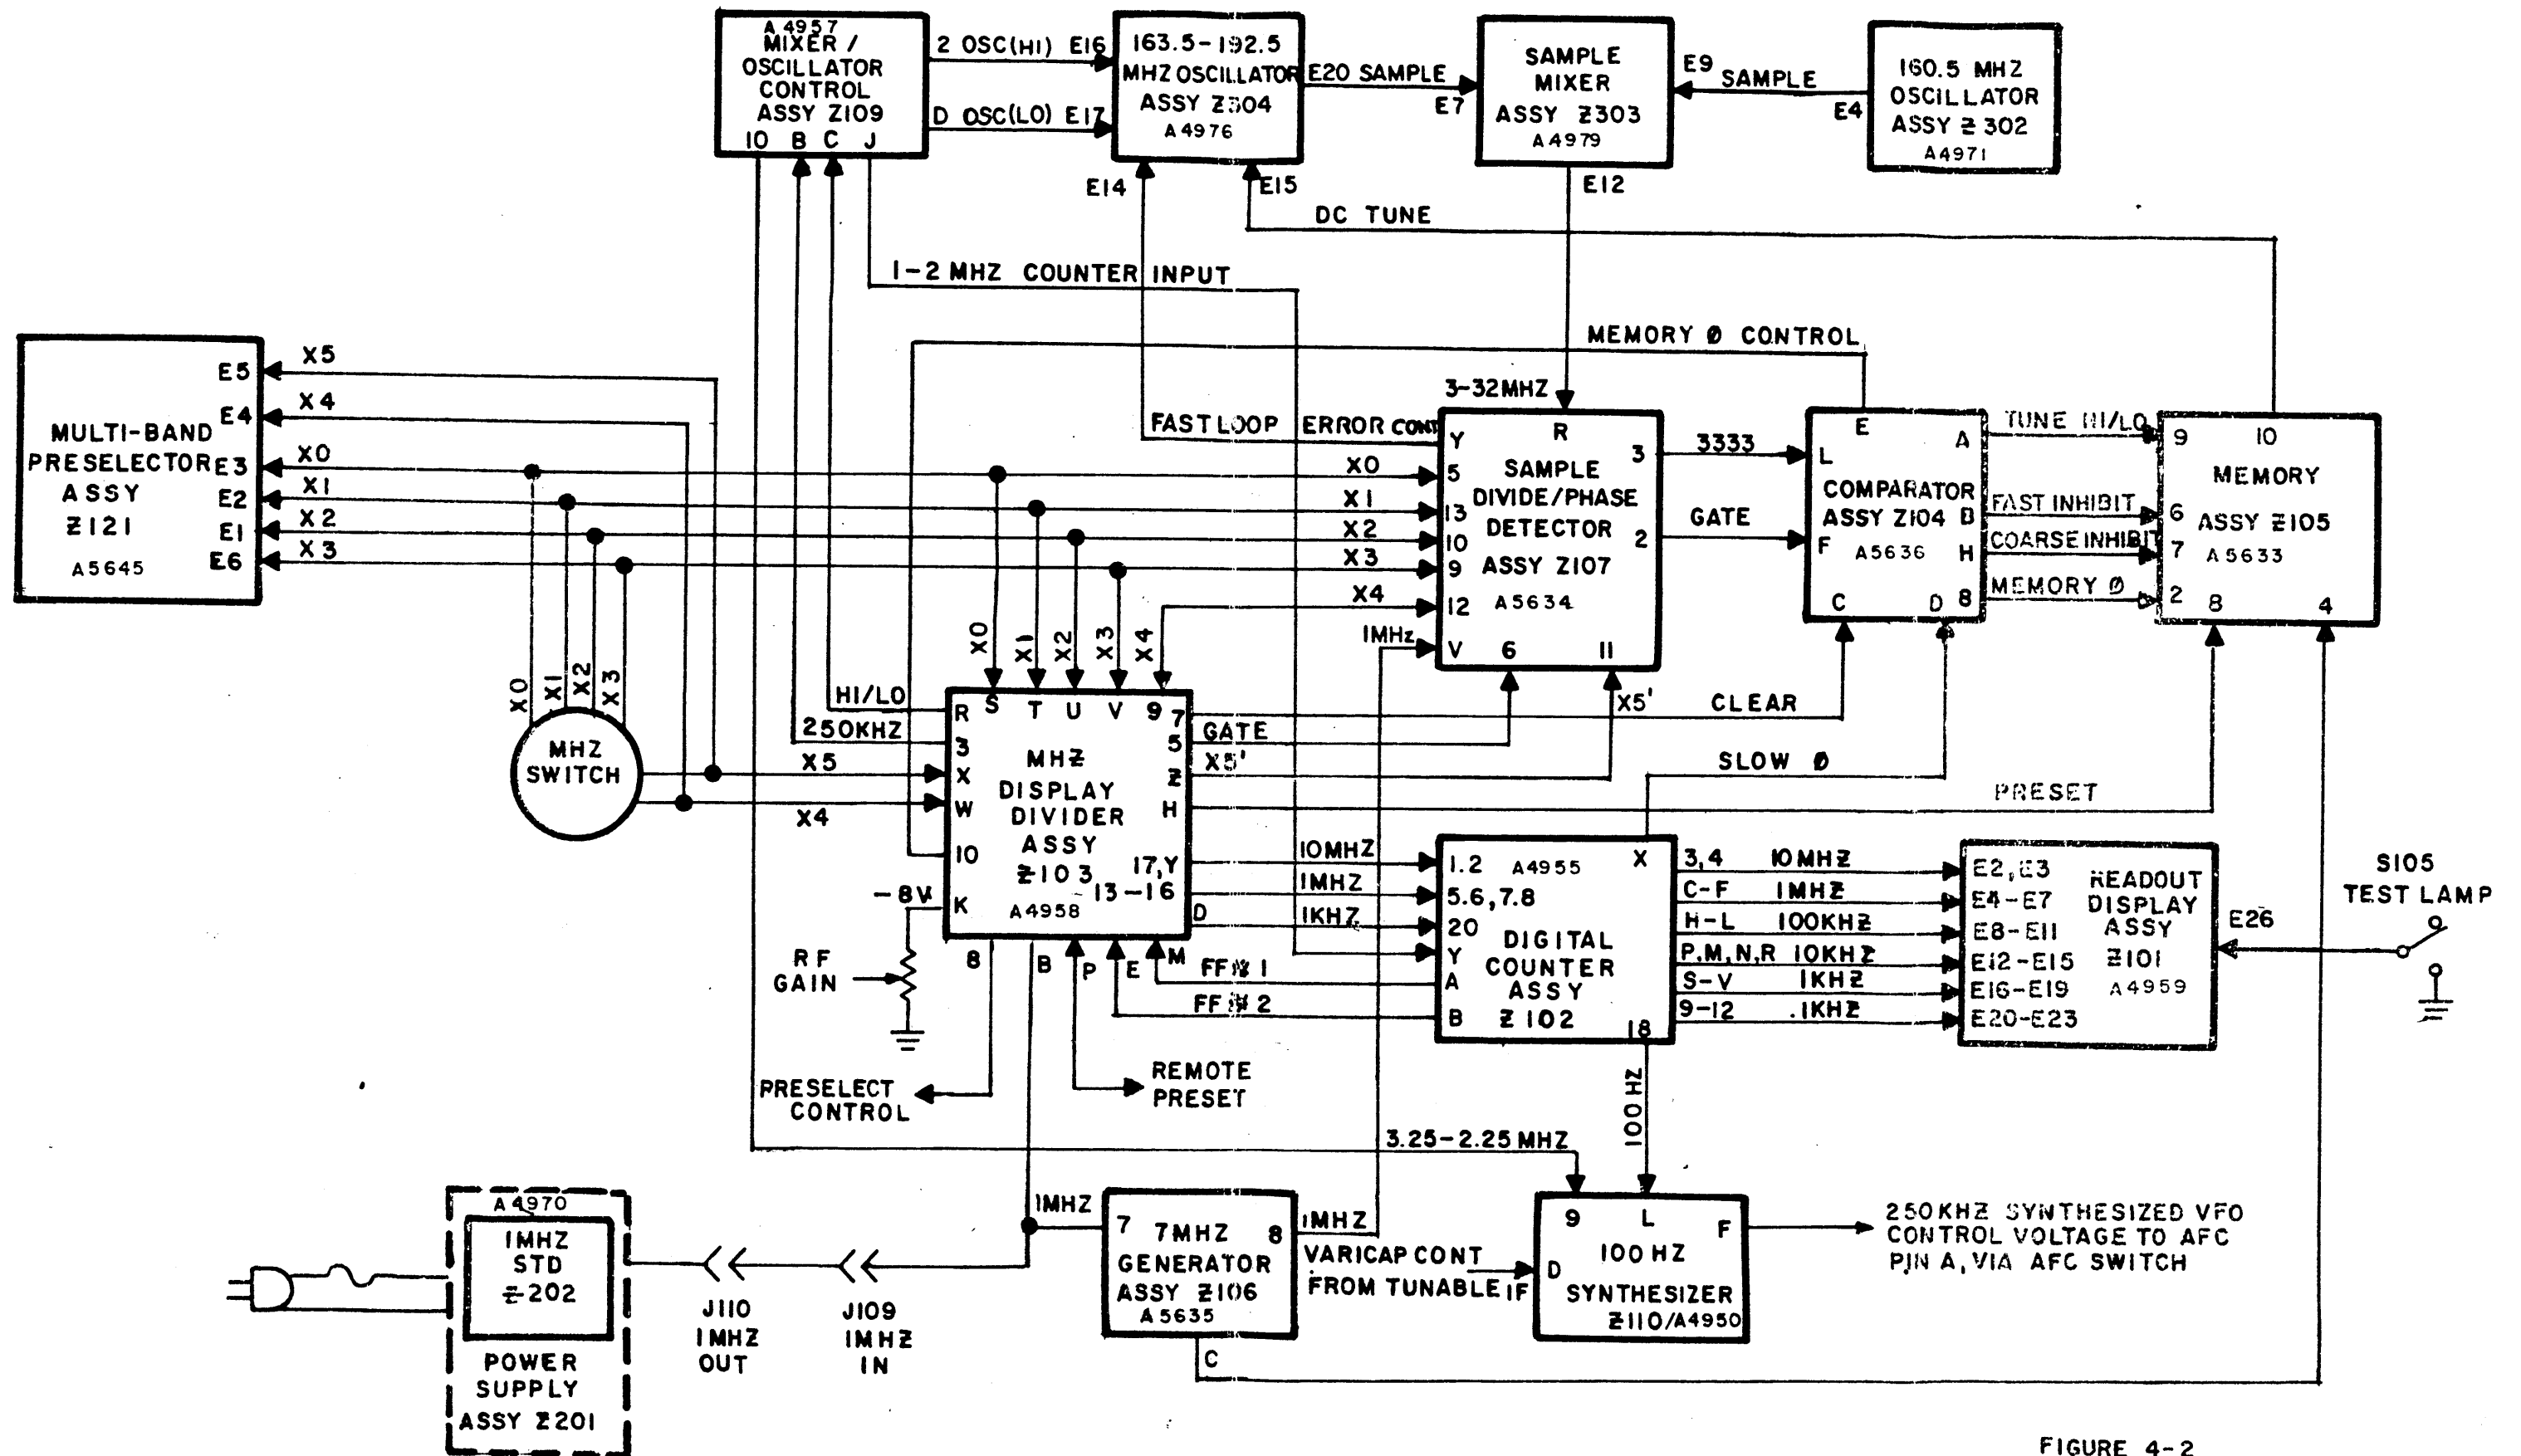 A4957
MIXER /
OSCILLATOR
CONTROL
ASSY Z109
10 B C J
2 OSC(HI) E16
D OSC(LO) E17
163.5-192.5
MHZ OSCILLATOR
ASSY Z304
A4976
E14
E15
E20 SAMPLE
E7
SAMPLE
MIXER
ASSY Z303
A4979
E12
E9
SAMPLE
E4
160.5 MHZ
OSCILLATOR
ASSY Z302
A4971
DC TUNE
1-2 MHZ COUNTER INPUT
MEMORY Ø CONTROL
3-32MHZ
FAST LOOP ERROR CONT
MULTI-BAND
PRESELECTOR
ASSY
Z121
A5645
E5
E4
E3
E2
E1
E6
X5
X4
X0
X1
X2
X3
X0
X1
X2
X3
X4
1MHz
Y
5
13
10
9
12
V
R
SAMPLE
DIVIDE/PHASE
DETECTOR
ASSY Z107
A5634
3
2
6
11
3333
GATE
L
F
E
COMPARATOR
ASSY Z104
A5636
A
B
H
8
C
D
TUNE HI/LO
FAST INHIBIT
COARSE INHIBIT
MEMORY Ø
9
6
7
2
10
MEMORY
ASSY Z105
A5633
8
4
X0
X1
X2
X3
X0
X1
X2
X3
X4
MHZ
SWITCH
HI/LO
250KHZ
X5
X4
R
3
X
W
10
K
S T U V 9
MHZ
DISPLAY
DIVIDER
ASSY
Z103
A4958
7
5
Z
H
17,Y
13-16
D
8
B
P
E
M
CLEAR
GATE
X5'
X5'
SLOW Ø
PRESET
10MHZ
1MHZ
1KHZ
FF#1
FF#2
-8V
RF
GAIN
PRESELECT
CONTROL
REMOTE
PRESET
1.2
5.6,7.8
20
Y
A
B
A4955
X
DIGITAL
COUNTER
ASSY
Z102
18
3,4 10MHZ
C-F 1MHZ
H-L 100KHZ
P.M,N,R 10KHZ
S-V 1KHZ
9-12 .1KHZ
E2,E3
E4-E7
E8-E11
E12-E15
E16-E19
E20-E23
READOUT
DISPLAY
ASSY
Z101
A4959
E26
S105
TEST LAMP
100HZ
3.25-2.25 MHZ
A4970
1MHZ
STD
Z-202
POWER
SUPPLY
ASSY Z201
J110
1MHZ
OUT
J109
1MHZ
IN
1MHZ
7
7MHZ
GENERATOR
ASSY Z106
A5635
8
C
1MHZ
VARICAP CONT
FROM TUNABLE IF
9
L
F
D
100HZ
SYNTHESIZER
Z110/A4950
250KHZ SYNTHESIZED VFO
CONTROL VOLTAGE TO AFC
PIN A, VIA AFC SWITCH
FIGURE 4-2